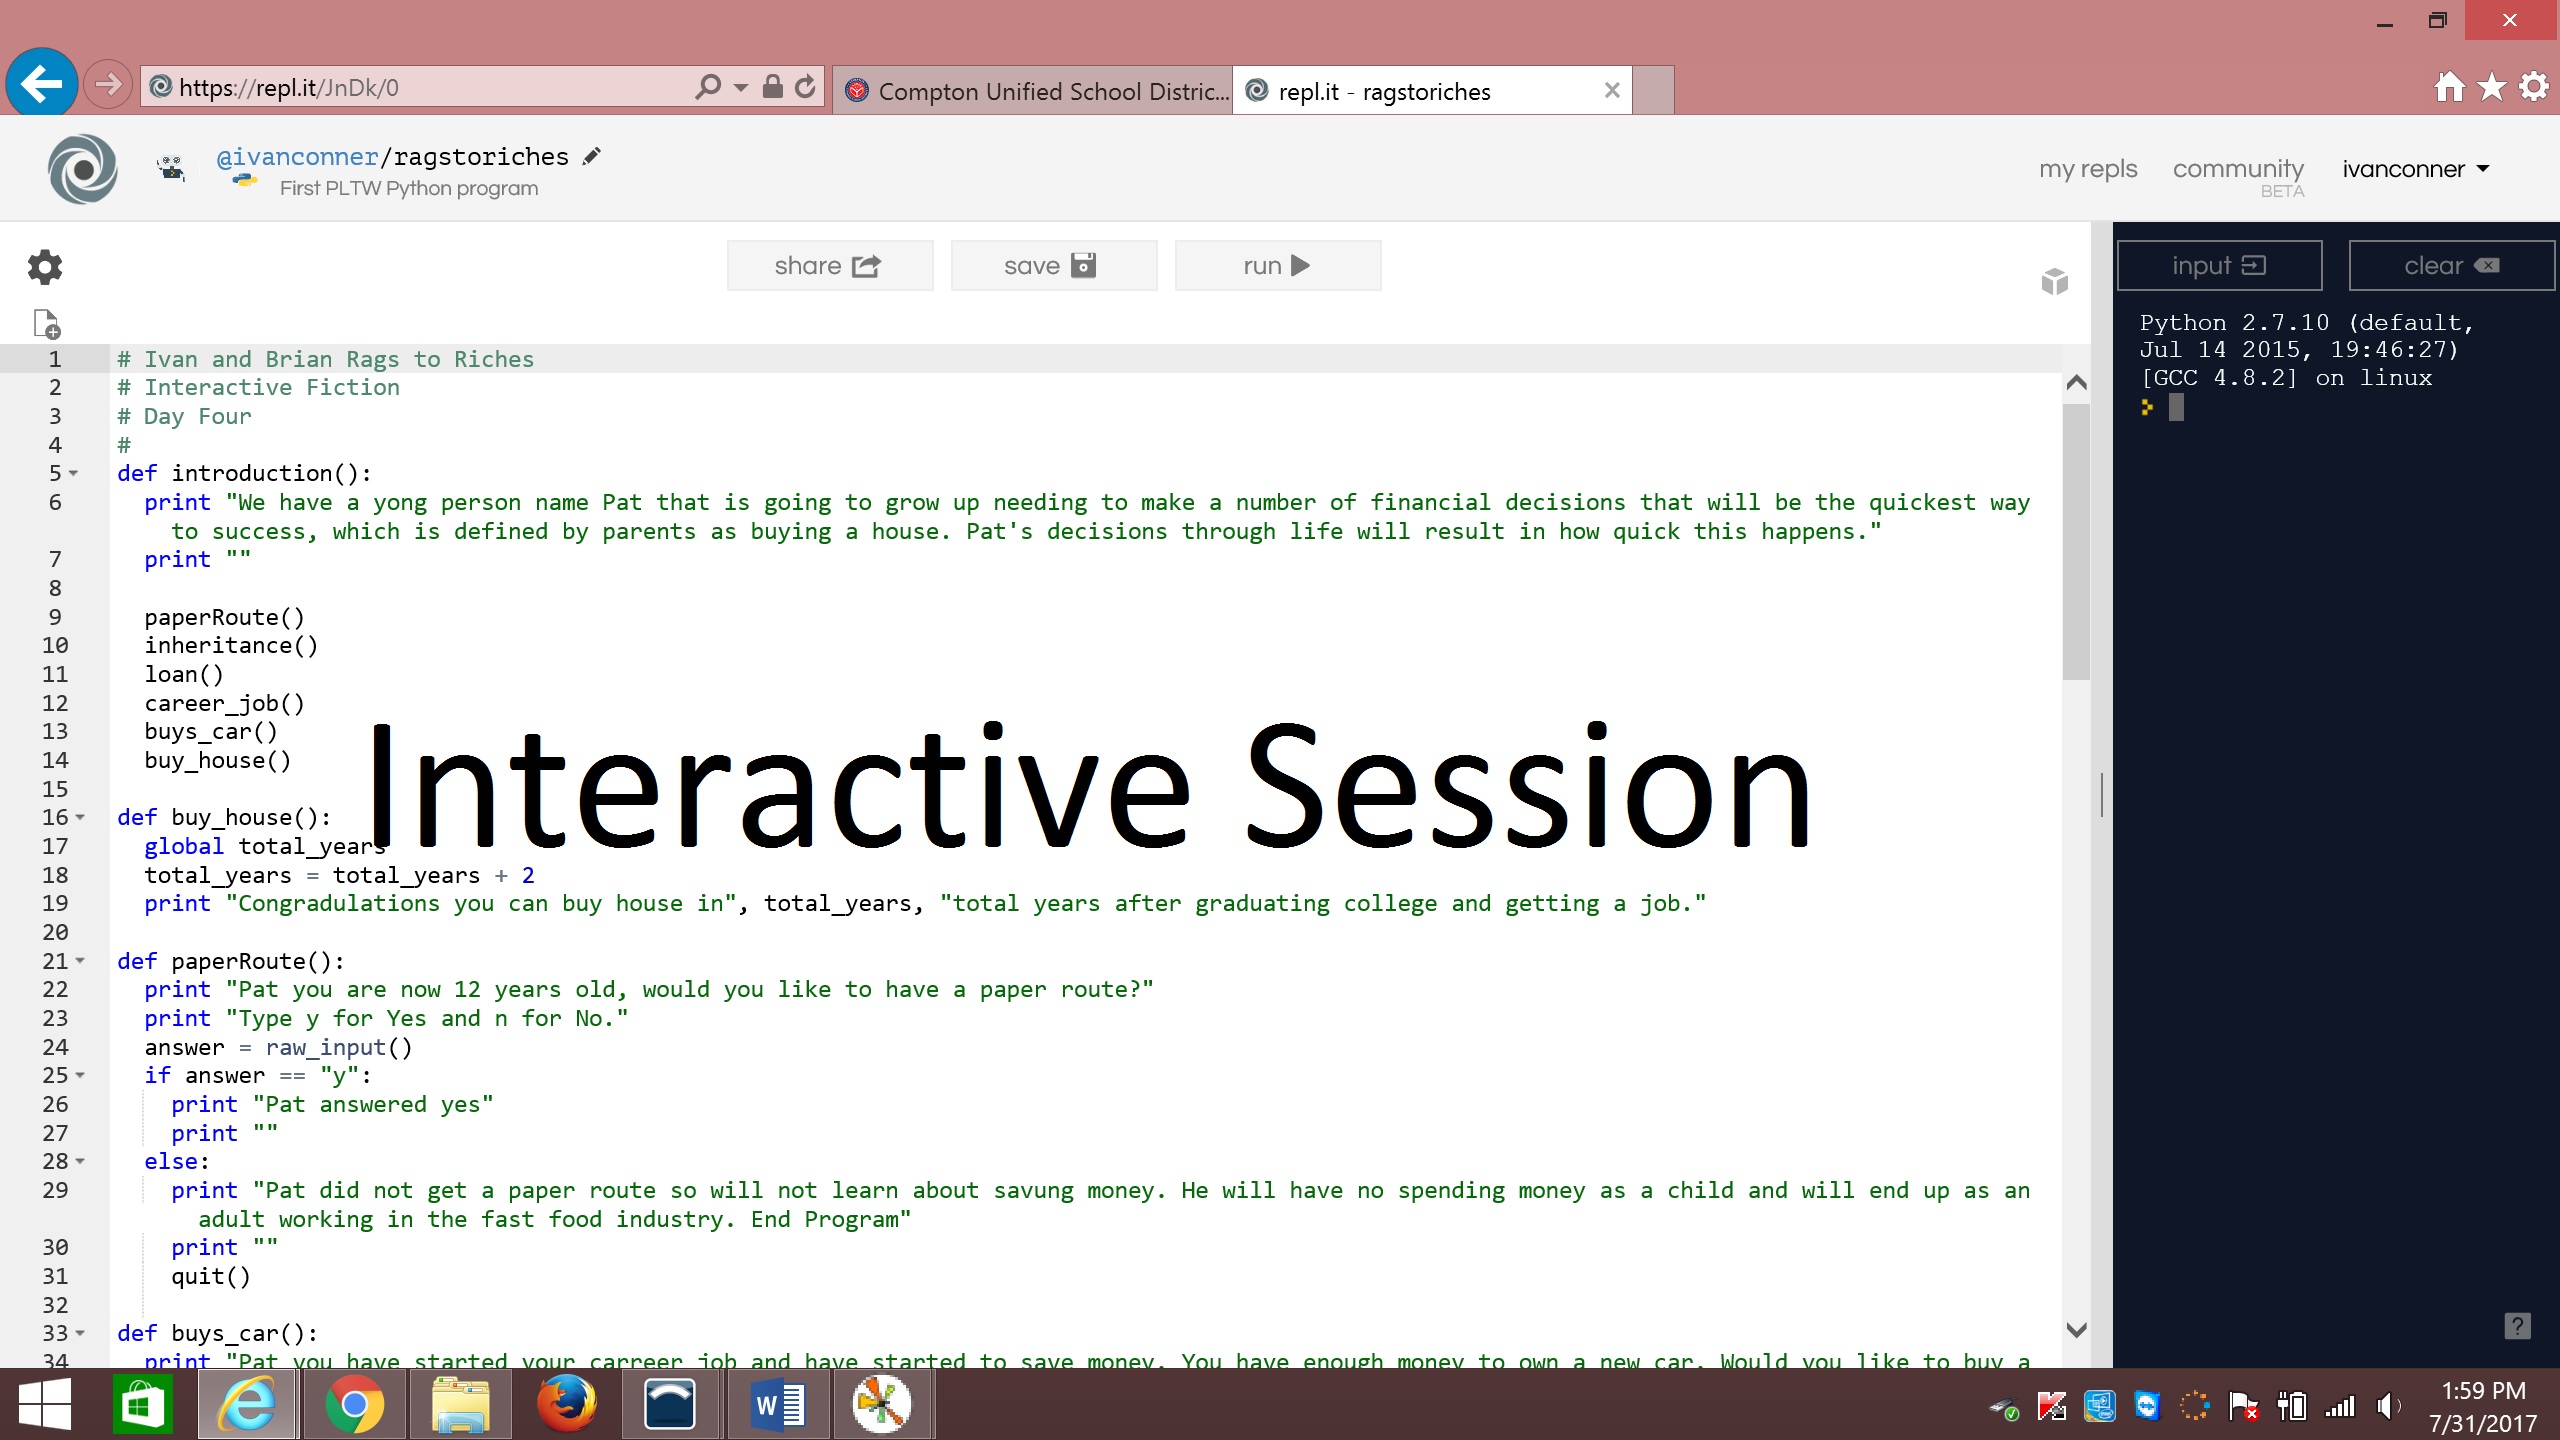 https://repl.it/JnDk/0
Compton Unified School Distric...
repl.it - ragstoriches
@ivanconner/ragstoriches
First PLTW Python program
my repls
community
BETA
ivanconner
share
save
run
input
clear
Python 2.7.10 (default,
Jul 14 2015, 19:46:27)
[GCC 4.8.2] on linux
1 # Ivan and Brian Rags to Riches
2 # Interactive Fiction
3 # Day Four
4 #
5 def introduction():
6 print "We have a yong person name Pat that is going to grow up needing to make a number of financial decisions that will be the quickest way
to success, which is defined by parents as buying a house. Pat's decisions through life will result in how quick this happens."
7 print ""
8
9 paperRoute()
10 inheritance()
11 loan()
12 career_job()
13 buys_car()
14 buy_house()
Interactive Session
15
16 def buy_house():
17 global total_years
18 total_years = total_years + 2
19 print "Congradulations you can buy house in", total_years, "total years after graduating college and getting a job."
20
21 def paperRoute():
22 print "Pat you are now 12 years old, would you like to have a paper route?"
23 print "Type y for Yes and n for No."
24 answer = raw_input()
25 if answer == "y":
26 print "Pat answered yes"
27 print ""
28 else:
29 print "Pat did not get a paper route so will not learn about savung money. He will have no spending money as a child and will end up as an
adult working in the fast food industry. End Program"
30 print ""
31 quit()
32
33 def buys_car():
34 print "Pat you have started your carreer job and have started to save money. You have enough money to own a new car. Would you like to buy a
1:59 PM
7/31/2017